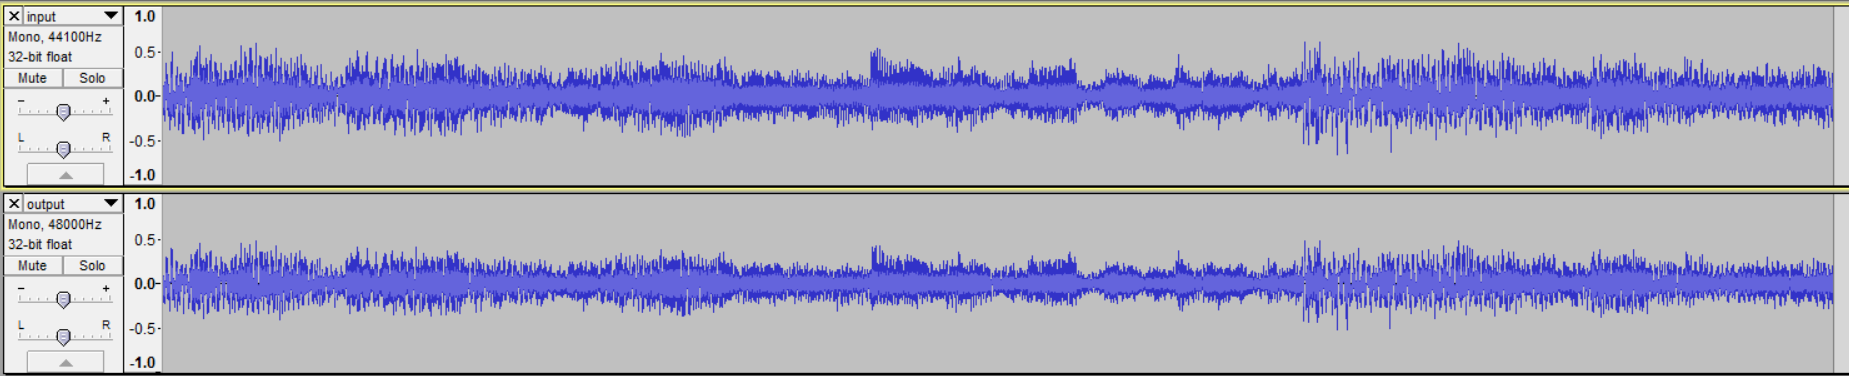 × input ▼ 1.0
Mono, 44100Hz
32-bit float 0.5-
Mute Solo
- + 0.0-
L R -0.5-
-1.0
× output ▼ 1.0
Mono, 48000Hz
32-bit float 0.5-
Mute Solo
- + 0.0-
L R -0.5-
-1.0